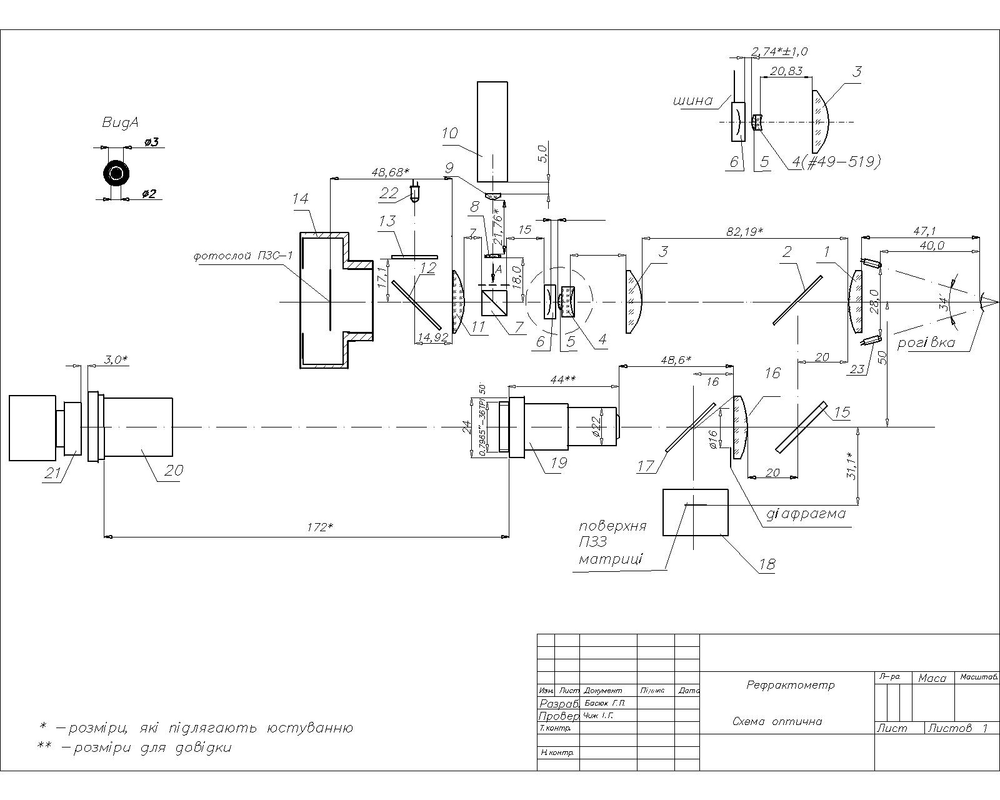 2,74*±1,0
20,83
3
шина
6
5
4(#49-519)
ВидА
ø3
ø2
10
9
5,0
48,68*
22
8
21,76*
14
13
7
15
82,19*
47,1
40,0
фотослой ПЗС-1
17,1
12
А
18,0
3
2
1
28,0
34'
14,92
11
7
6
5
4
рогівка
50
23
20
3,0*
48,6*
16
16
44**
24
0.7965"-36TPI 50
ø22
ø16
15
21
20
19
17
20
31,1*
172*
поверхня
ПЗЗ
матриці
діафрагма
18
* -розміри, які підлягають юстуванню
** -розміри для довідки
Изм. Лист Документ Дата
Разраб. Басюк Г.П.
Провер. Чиж І.Г.
Т.контр.
Н.контр.
Рефрактометр
Схема оптична
Л-ра. Маса Масштаб.
Лист Листов 1